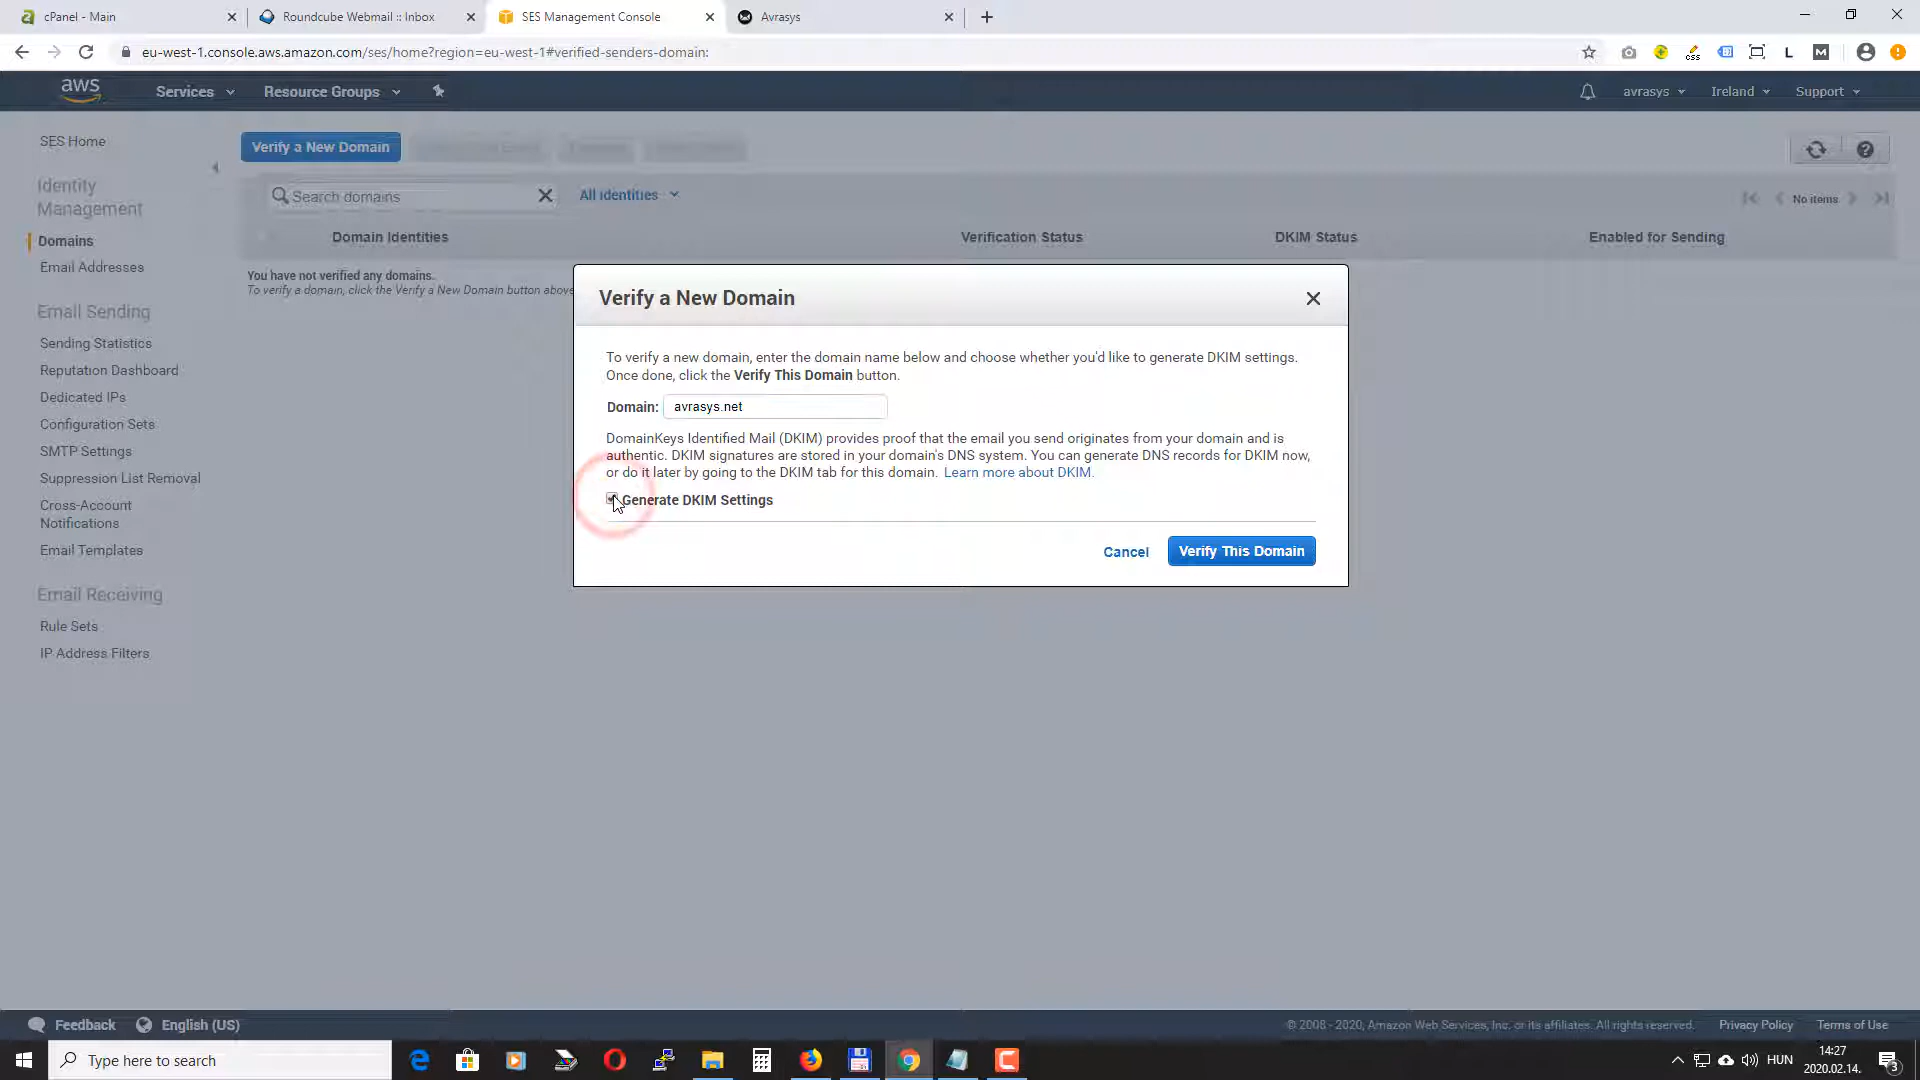 cPanel - Main
Roundcube Webmail :: Inbox
SES Management Console
Avrasys
eu-west-1.console.aws.amazon.com/ses/home?region=eu-west-1#verified-senders-domain:
css
L
M
aws
Services
Resource Groups
avrasys
Ireland
Support
SES Home
Identity
Management
Domains
Email Addresses
Email Sending
Sending Statistics
Reputation Dashboard
Dedicated IPs
Configuration Sets
SMTP Settings
Suppression List Removal
Cross-Account
Notifications
Email Templates
Email Receiving
Rule Sets
IP Address Filters
Verify a New Domain
Search domains
All identities
No items
Domain Identities
Verification Status
DKIM Status
Enabled for Sending
You have not verified any domains.
To verify a domain, click the Verify a New Domain button above
Verify a New Domain
To verify a new domain, enter the domain name below and choose whether you'd like to generate DKIM settings.
Once done, click the Verify This Domain button.
Domain: avrasys.net
DomainKeys Identified Mail (DKIM) provides proof that the email you send originates from your domain and is
authentic. DKIM signatures are stored in your domain's DNS system. You can generate DNS records for DKIM now,
or do it later by going to the DKIM tab for this domain. Learn more about DKIM.
Generate DKIM Settings
Cancel
Verify This Domain
Feedback
English (US)
© 2008 - 2020, Amazon Web Services, Inc. or its affiliates. All rights reserved.
Privacy Policy
Terms of Use
Type here to search
HUN
14:27
2020.02.14.
3